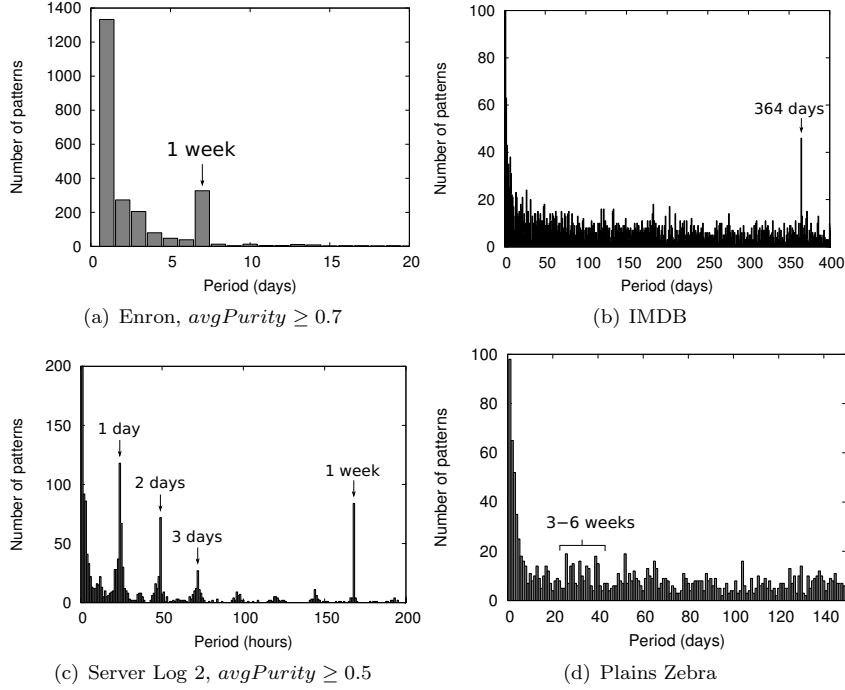 1400
1200
1000
800
600
400
200
0
Number of patterns
1 week
0 5 10 15 20
Period (days)
(a) Enron, avgPurity ≥ 0.7
100
80
60
40
20
0
Number of patterns
364 days
0 50 100 150 200 250 300 350 400
Period (days)
(b) IMDB
200
150
100
50
0
Number of patterns
1 day
2 days
3 days
1 week
0 50 100 150 200
Period (hours)
(c) Server Log 2, avgPurity ≥ 0.5
100
80
60
40
20
0
Number of patterns
3−6 weeks
0 20 40 60 80 100 120 140
Period (days)
(d) Plains Zebra